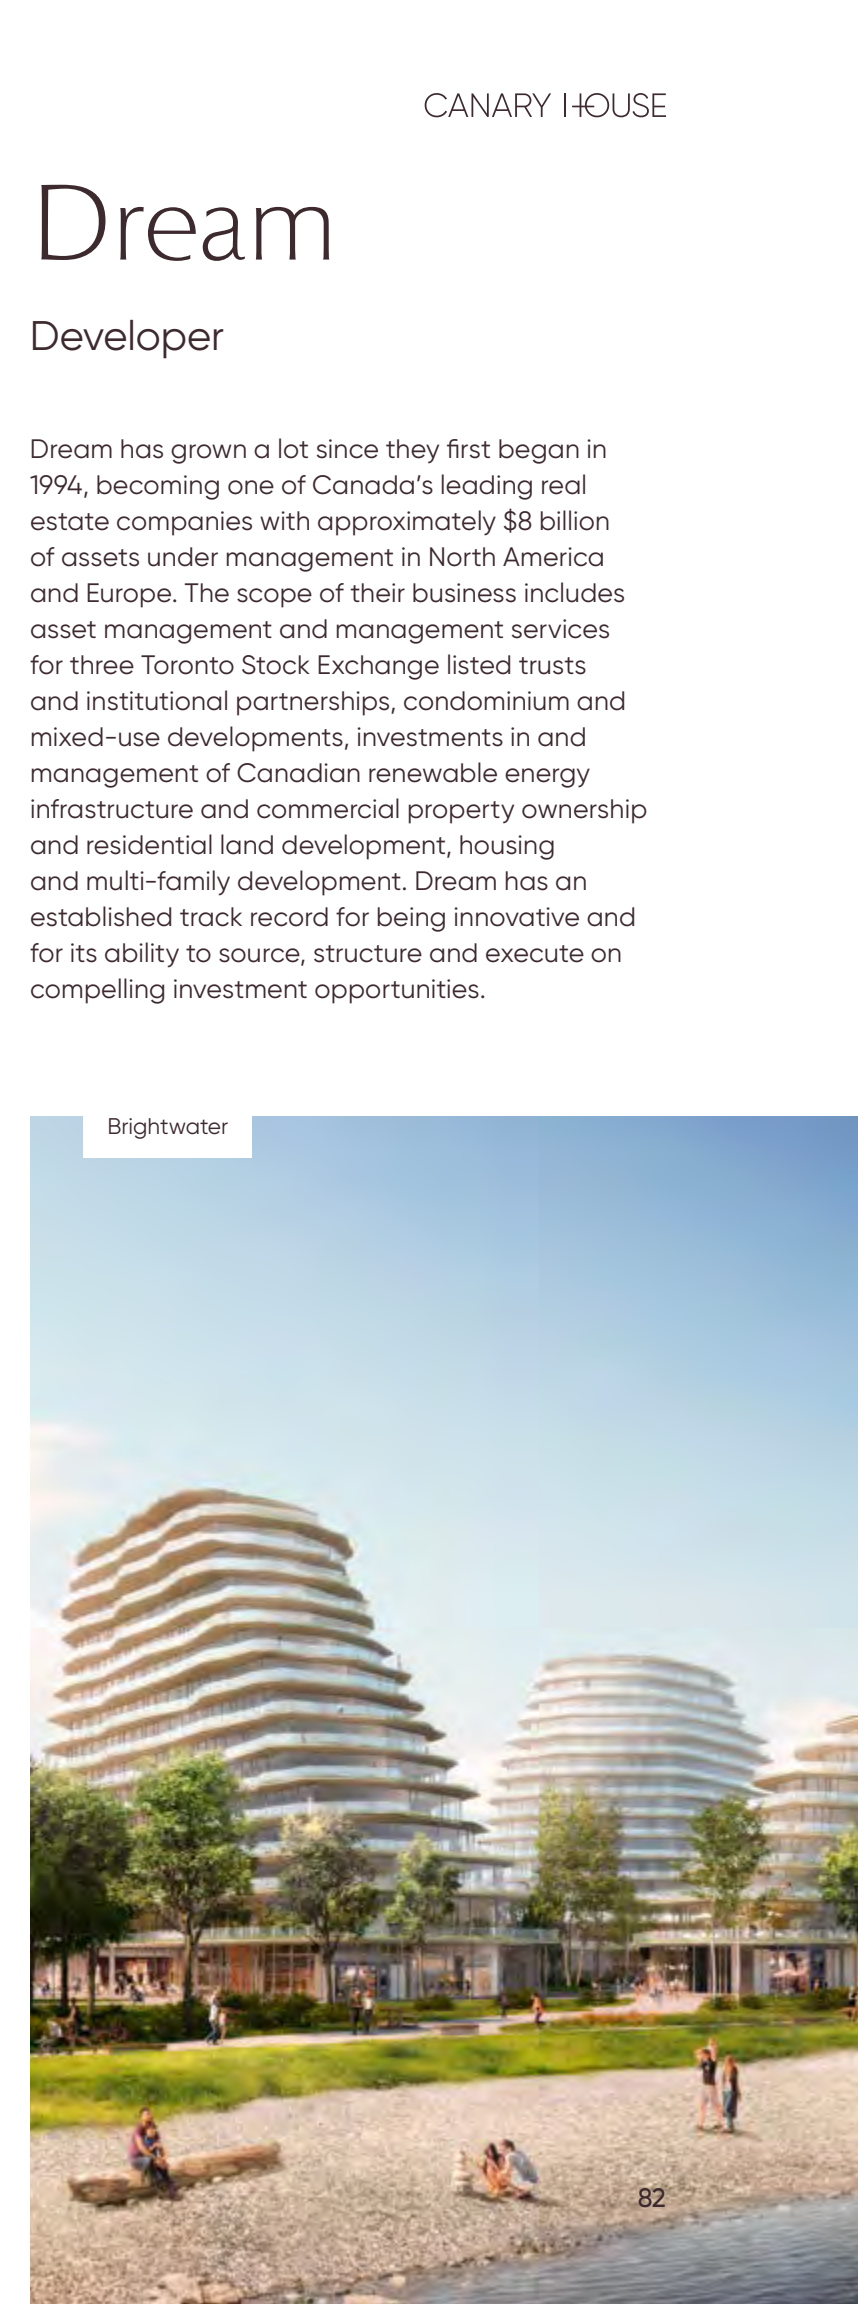 CANARY HOUSE
Dream
Developer
Dream has grown a lot since they first began in
1994, becoming one of Canada's leading real
estate companies with approximately $8 billion
of assets under management in North America
and Europe. The scope of their business includes
asset management and management services
for three Toronto Stock Exchange listed trusts
and institutional partnerships, condominium and
mixed-use developments, investments in and
management of Canadian renewable energy
infrastructure and commercial property ownership
and residential land development, housing
and multi-family development. Dream has an
established track record for being innovative and
for its ability to source, structure and execute on
compelling investment opportunities.
Brightwater
82